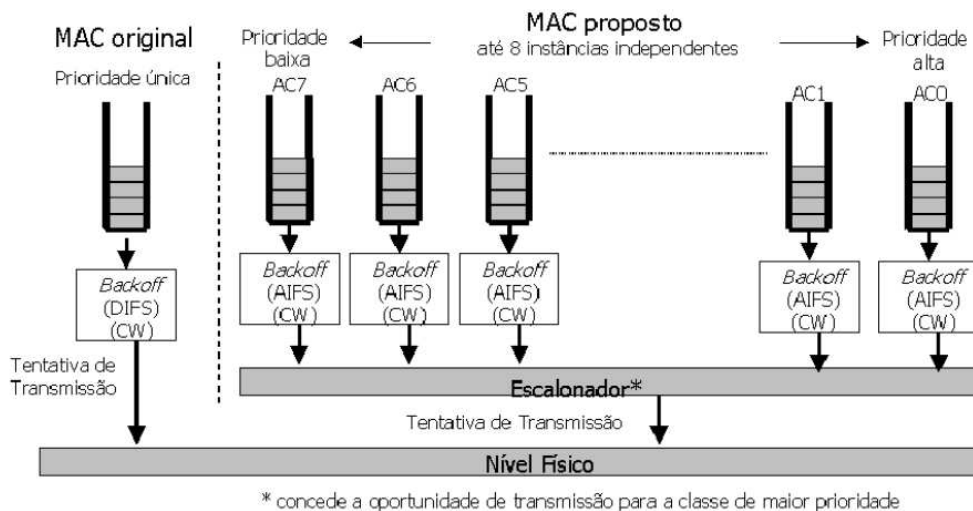 MAC original
Prioridade única
Backoff
(DIFS)
(CW)
Tentativa de
Transmissão
MAC proposto
até 8 instâncias independentes
Prioridade
baixa
Prioridade
alta
AC7
AC6
AC5
AC1
AC0
Backoff
(AIFS)
(CW)
Backoff
(AIFS)
(CW)
Backoff
(AIFS)
(CW)
Backoff
(AIFS)
(CW)
Backoff
(AIFS)
(CW)
Escalonador*
Tentativa de Transmissão
Nível Físico
* concede a oportunidade de transmissão para a classe de maior prioridade